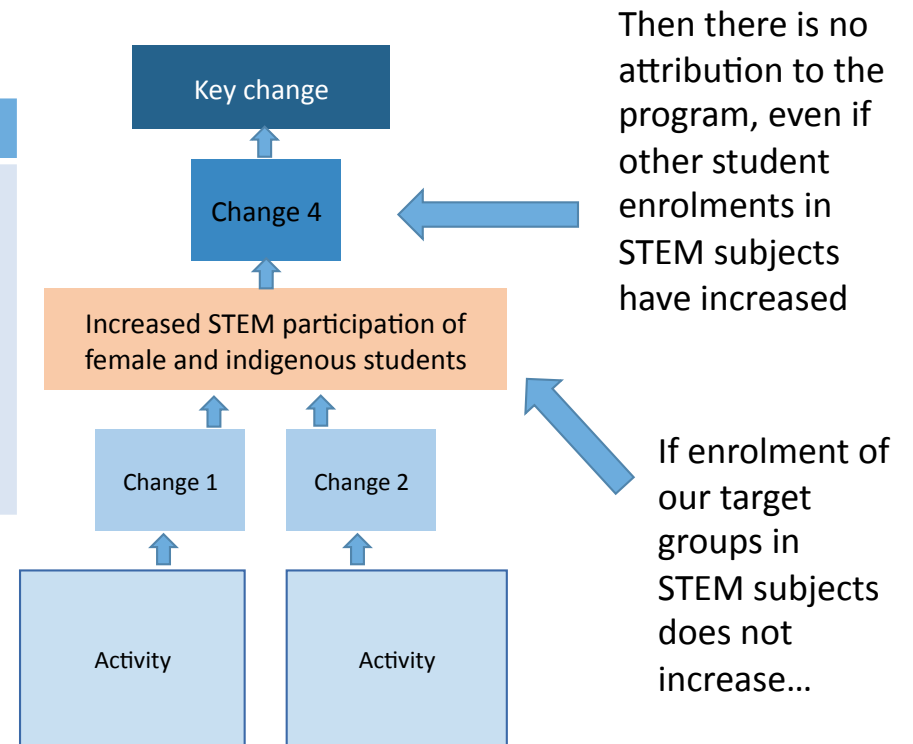 Key change
Change 4
Increased STEM participation of
female and indigenous students
Change 1
Change 2
Activity
Activity
Then there is no
attribution to the
program, even if
other student
enrolments in
STEM subjects
have increased
If enrolment of
our target
groups in
STEM subjects
does not
increase…